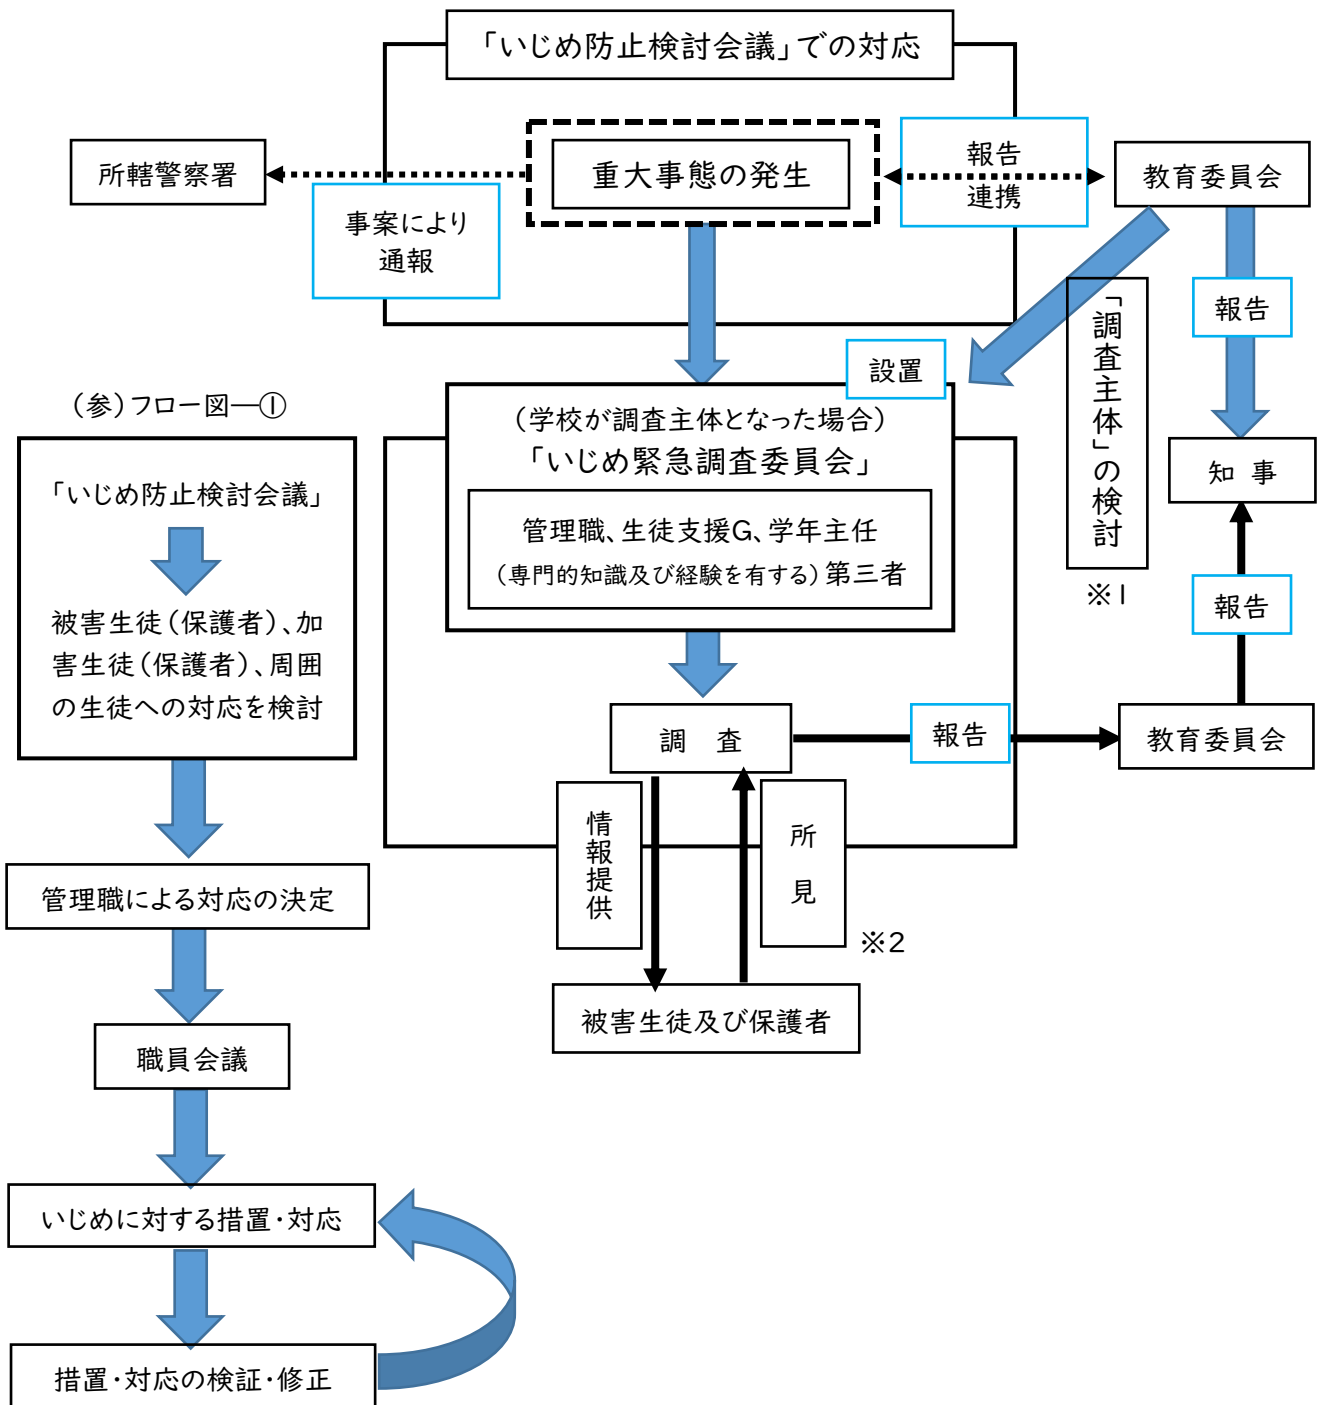 「いじめ防止検討会議」での対応
所轄警察署
重大事態の発生
報告
連携
教育委員会
事案により
通報
報告
「調査主体」の検討
※1
設置
(参)フロー図―①
「いじめ防止検討会議」
被害生徒(保護者)、加
害生徒(保護者)、周囲
の生徒への対応を検討
(学校が調査主体となった場合)
「いじめ緊急調査委員会」
管理職、生徒支援G、学年主任
(専門的知識及び経験を有する)第三者
知 事
報告
調 査
報告
教育委員会
情報提供
所見
※2
被害生徒及び保護者
管理職による対応の決定
職員会議
いじめに対する措置・対応
措置・対応の検証・修正